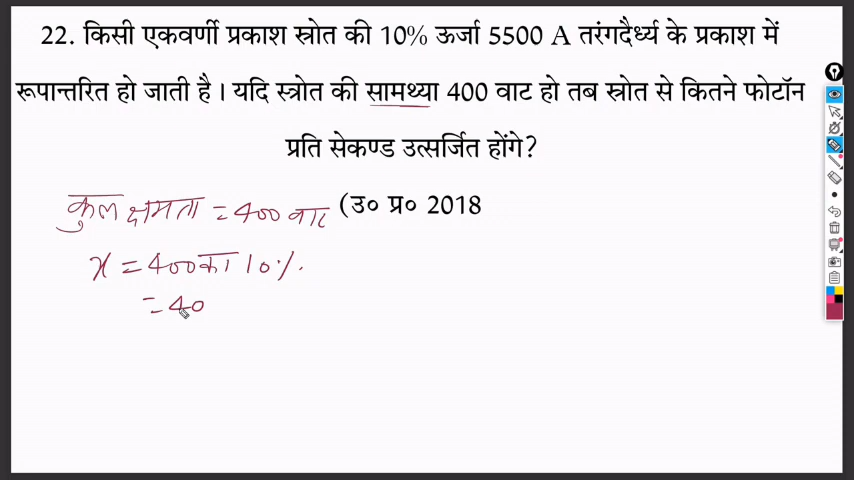 22. किसी एकवर्णी प्रकाश स्रोत की 10% ऊर्जा 5500 A तरंगदैर्ध्य के प्रकाश में
रूपान्तरित हो जाती है। यदि स्त्रोत की सामथ्या 400 वाट हो तब स्रोत से कितने फोटॉन
प्रति सेकण्ड उत्सर्जित होंगे?
(उ० प्र० 2018
कुल क्षमता = 400 वाट
x = 400 का 10%
= 40